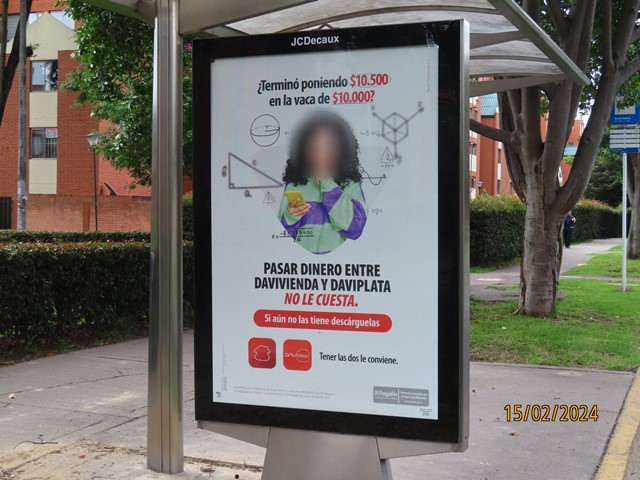 JCDecaux
¿Terminó poniendo $10.500
en la vaca de $10.000?
PASAR DINERO ENTRE
DAVIVIENDA Y DAVIPLATA
NO LE CUESTA.
Si aún no las tiene descárguelas
Tener las dos le conviene.
15/02/2024